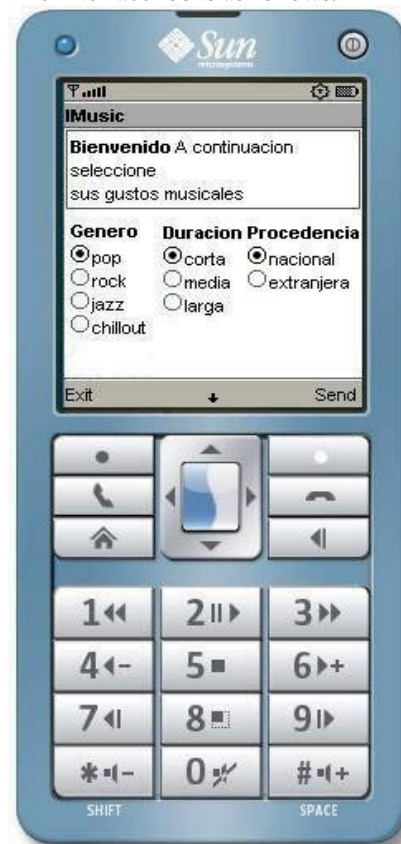 Sun
microsystems
IMusic
Bienvenido A continuacion
seleccione
sus gustos musicales
Genero Duracion Procedencia
pop corta nacional
rock media extranjera
jazz larga
chillout
Exit Send
1 2 3
4 - 5 6 +
7 8 9
* - 0 # +
SHIFT SPACE